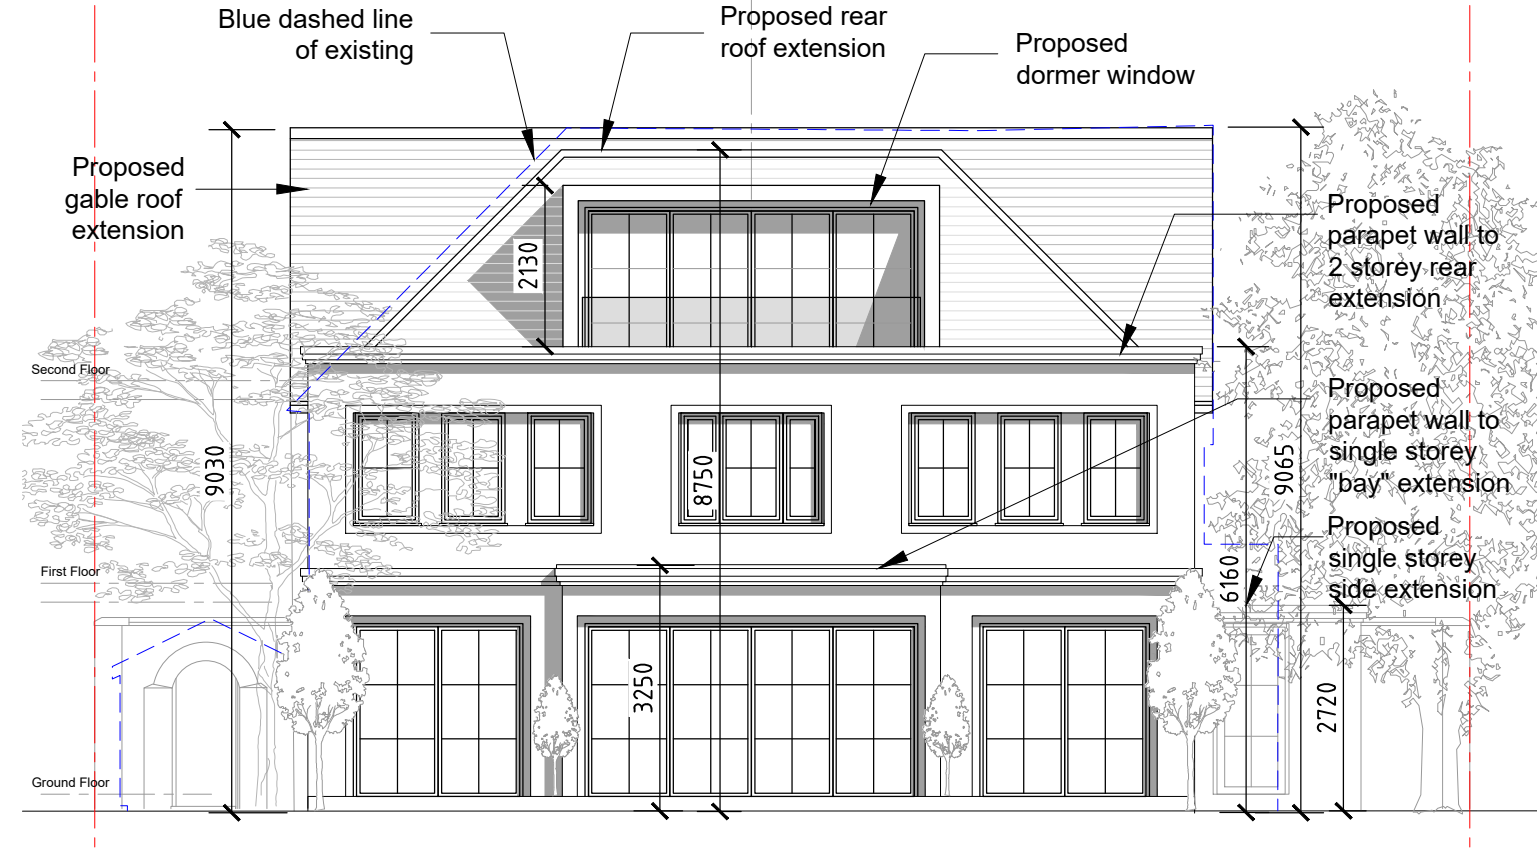 Blue dashed line
of existing
Proposed rear
roof extension
Proposed
dormer window
Proposed
gable roof
extension
Proposed
parapet wall to
2 storey rear
extension
2130
Second Floor
Proposed
parapet wall to
single storey
"bay" extension
9030
8750
9065
Proposed
single storey
side extension
First Floor
6160
3250
2720
Ground Floor